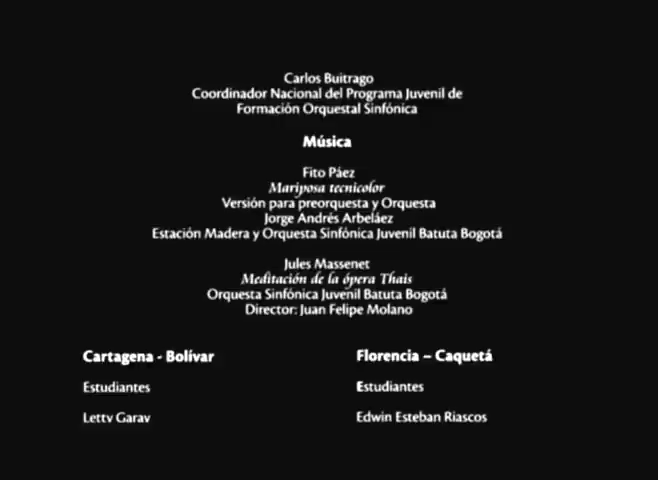 Carlos Buitrago
Coordinador Nacional del Programa Juvenil de
Formación Orquestal Sinfónica
Música
Fito Páez
Mariposa tecnicolor
Versión para preorquesta y Orquesta
Jorge Andrés Arbeláez
Estación Madera y Orquesta Sinfónica Juvenil Batuta Bogotá
Jules Massenet
Meditación de la ópera Thais
Orquesta Sinfónica Juvenil Batuta Bogotá
Director: Juan Felipe Molano
Cartagena - Bolívar
Estudiantes
Letty Garay
Florencia – Caquetá
Estudiantes
Edwin Esteban Riascos